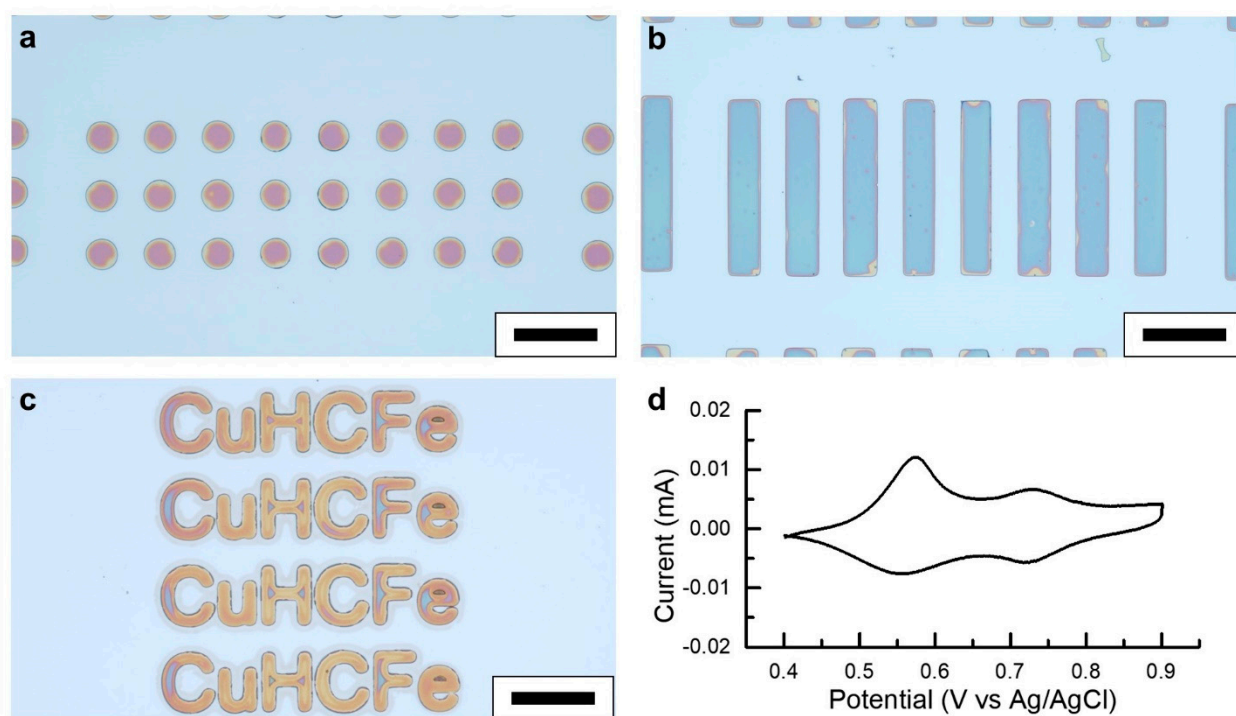 a
b
c
CuHCFe
CuHCFe
CuHCFe
CuHCFe
d
0.02
0.01
0.00
-0.01
-0.02
Current (mA)
0.4 0.5 0.6 0.7 0.8 0.9
Potential (V vs Ag/AgCl)